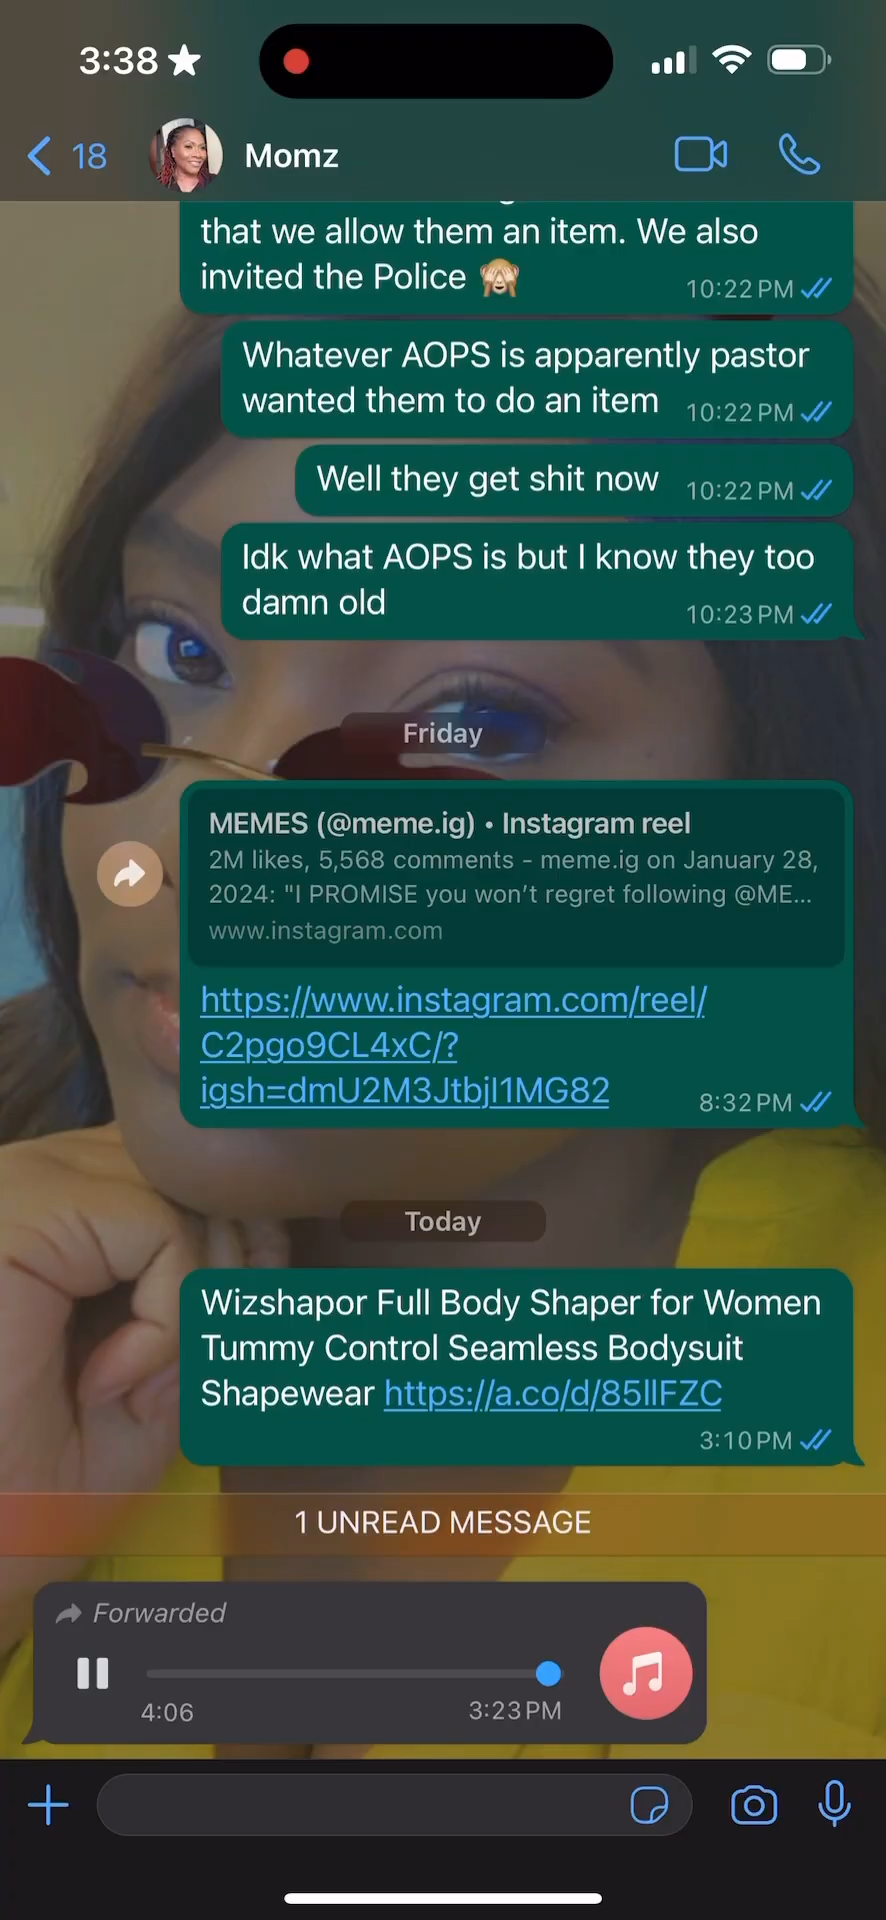 3:38
18
Momz
that we allow them an item. We also
invited the Police 🙈
10:22 PM
Whatever AOPS is apparently pastor
wanted them to do an item
10:22 PM
Well they get shit now
10:22 PM
Idk what AOPS is but I know they too
damn old
10:23 PM
Friday
MEMES (@meme.ig) • Instagram reel
2M likes, 5,568 comments - meme.ig on January 28,
2024: "I PROMISE you won’t regret following @ME...
www.instagram.com
https://www.instagram.com/reel/
C2pgo9CL4xC/?
igsh=dmU2M3JtbjI1MG82
8:32 PM
Today
Wizshapor Full Body Shaper for Women
Tummy Control Seamless Bodysuit
Shapewear https://a.co/d/85llFZC
3:10 PM
1 UNREAD MESSAGE
Forwarded
4:06
3:23 PM